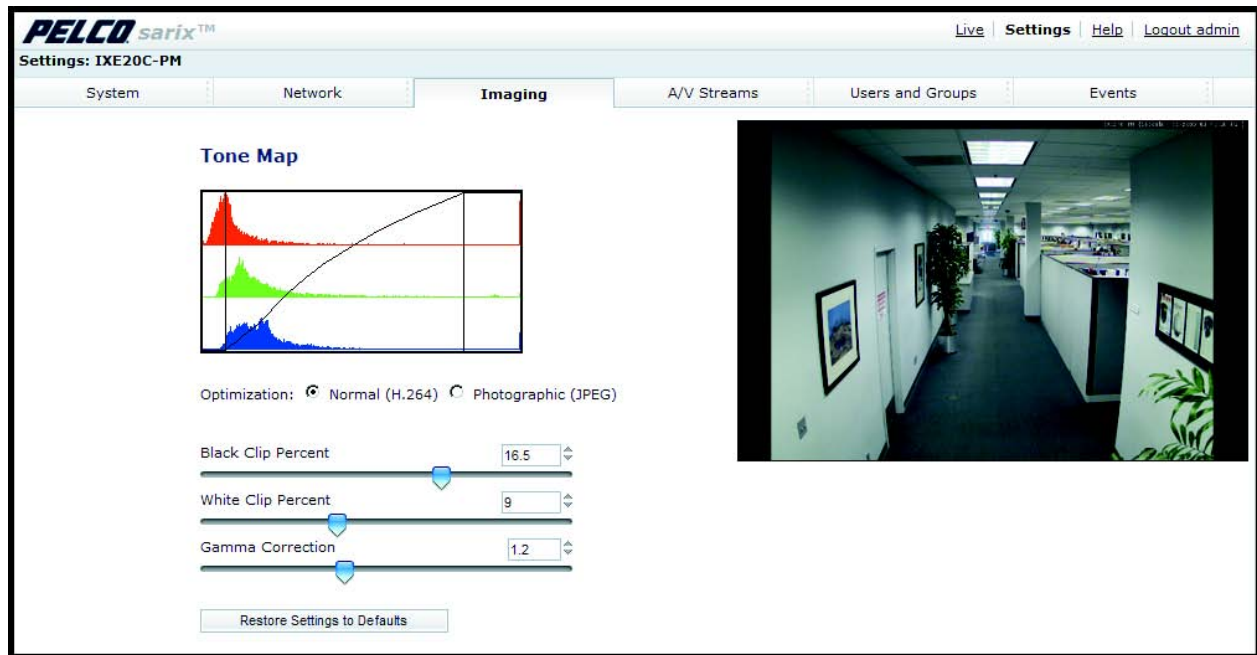 PELCO sarix™
Live | Settings | Help | Logout admin
Settings: IXE20C-PM
System
Network
Imaging
A/V Streams
Users and Groups
Events
Tone Map
Optimization: Normal (H.264) Photographic (JPEG)
Black Clip Percent 16.5
White Clip Percent 9
Gamma Correction 1.2
Restore Settings to Defaults